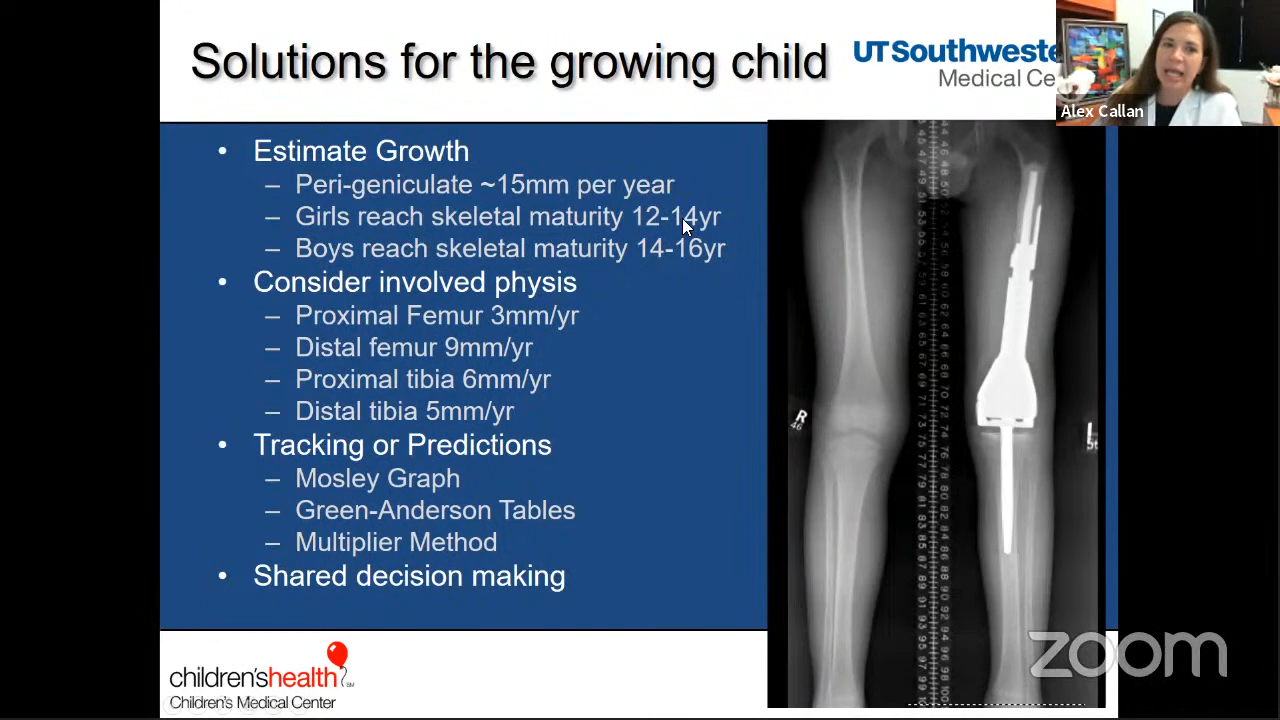 Solutions for the growing child
UTSouthweste
Medical Ce
Alex Callan
• Estimate Growth
– Peri-geniculate ~15mm per year
– Girls reach skeletal maturity 12-14yr
– Boys reach skeletal maturity 14-16yr
• Consider involved physis
– Proximal Femur 3mm/yr
– Distal femur 9mm/yr
– Proximal tibia 6mm/yr
– Distal tibia 5mm/yr
• Tracking or Predictions
– Mosley Graph
– Green-Anderson Tables
– Multiplier Method
• Shared decision making
R
46
L
children'shealth
Children's Medical Center
zoom